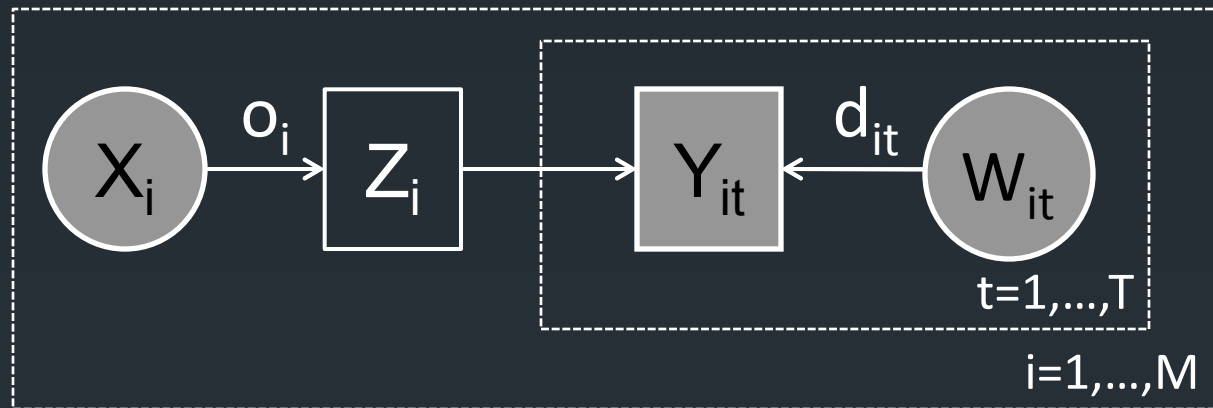 X_i o_i Z_i Y_it d_it W_it
t=1,...,T
i=1,...,M